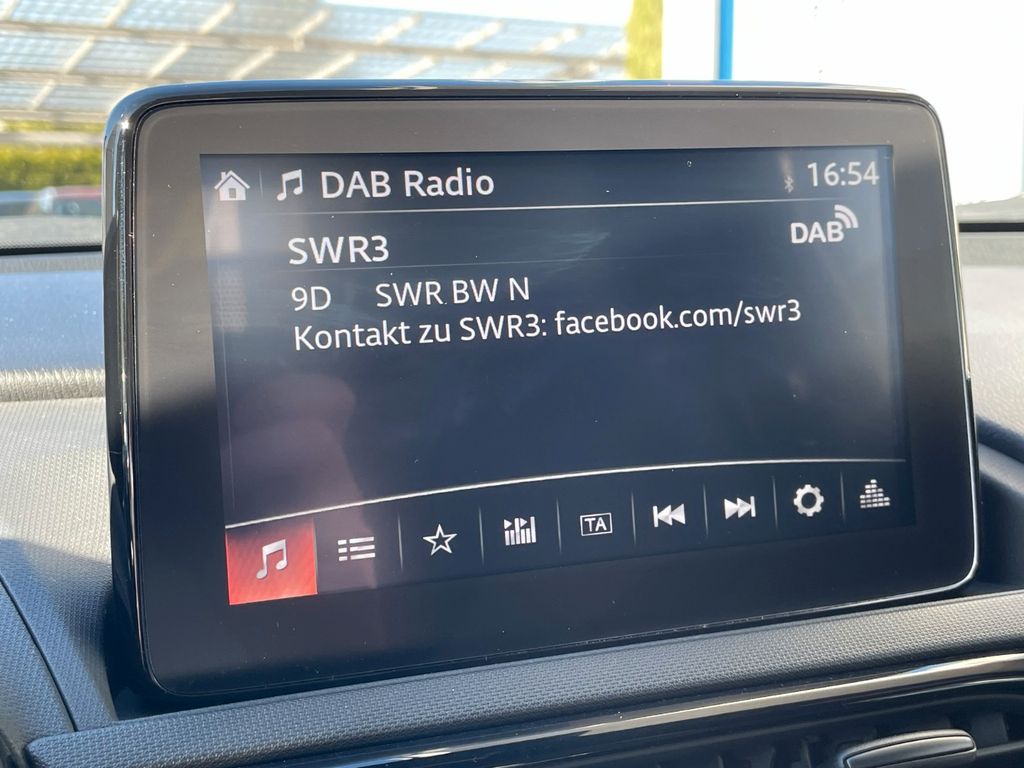 DAB Radio
16:54
SWR3
DAB
9D SWR BW N
Kontakt zu SWR3: facebook.com/swr3
TA